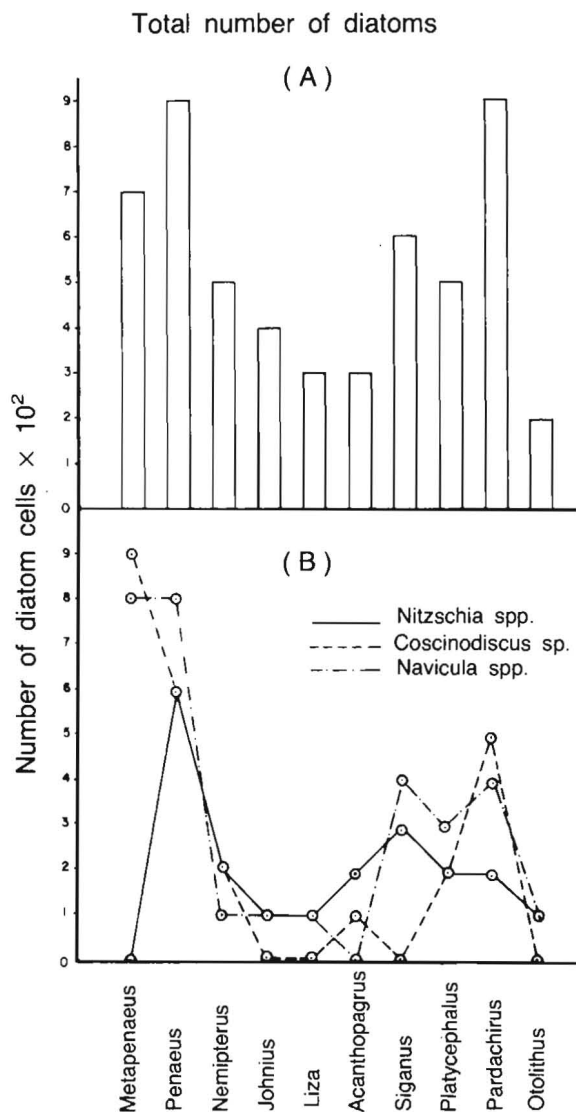 Total number of diatoms
(A)
9
8
7
6
5
4
3
2
1
0
Number of diatom cells × 10²
(B)
9
8
7
6
5
4
3
2
1
0
Nitzschia spp.
Coscinodiscus sp.
Navicula spp.
Metapenaeus
Penaeus
Nemipterus
Johnius
Liza
Acanthopagrus
Siganus
Platycephalus
Pardachirus
Otolithus